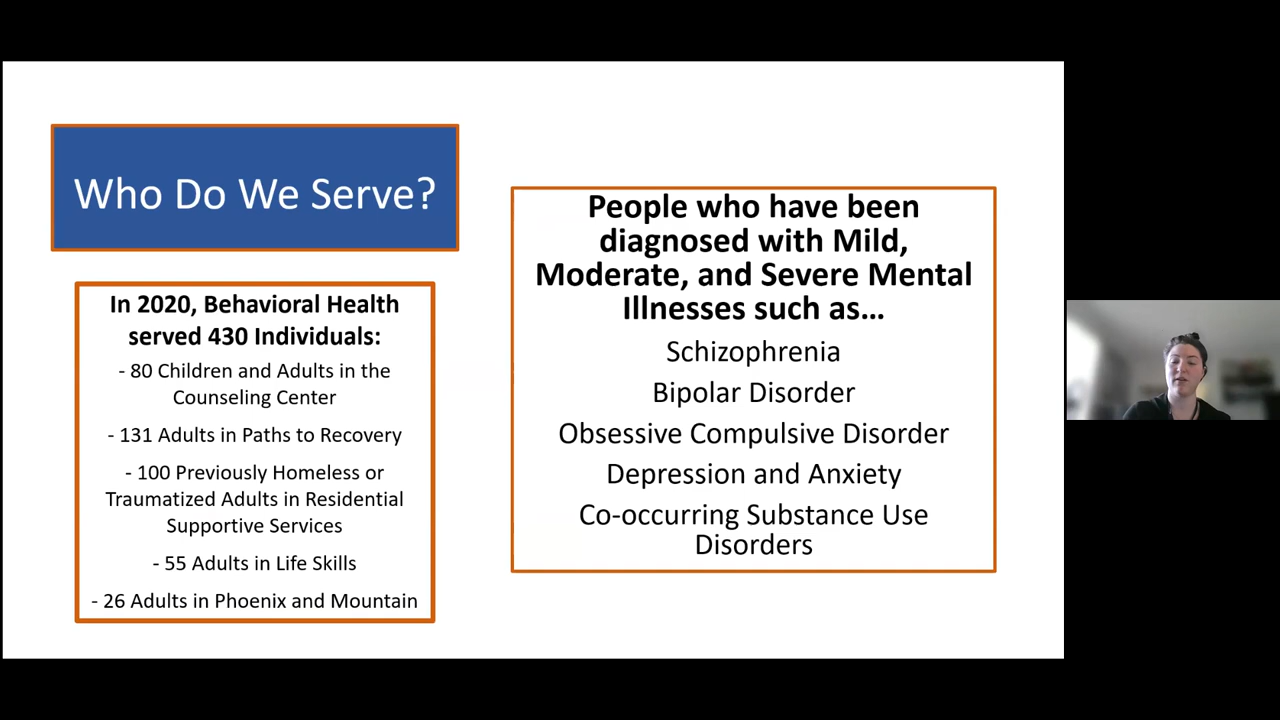 Who Do We Serve?
In 2020, Behavioral Health
served 430 Individuals:
- 80 Children and Adults in the
Counseling Center
- 131 Adults in Paths to Recovery
- 100 Previously Homeless or
Traumatized Adults in Residential
Supportive Services
- 55 Adults in Life Skills
- 26 Adults in Phoenix and Mountain
People who have been
diagnosed with Mild,
Moderate, and Severe Mental
Illnesses such as…
Schizophrenia
Bipolar Disorder
Obsessive Compulsive Disorder
Depression and Anxiety
Co-occurring Substance Use
Disorders